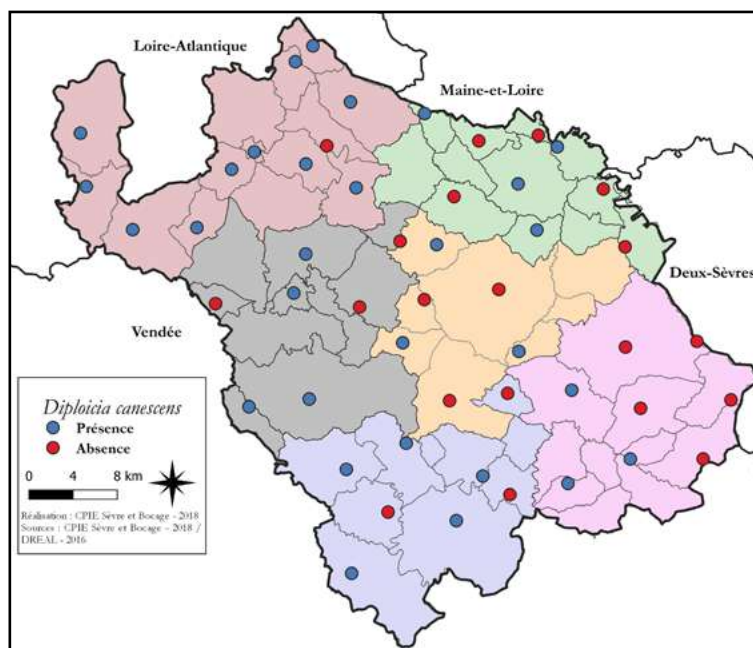 Loire-Atlantique
Maine-et-Loire
Deux-Sèvres
Vendée
Diploicia canescens
Présence
Absence
0 4 8 km
Réalisation : CPIE Sèvre et Bocage - 2018
Sources : CPIE Sèvre et Bocage - 2018 /
DREAL - 2016